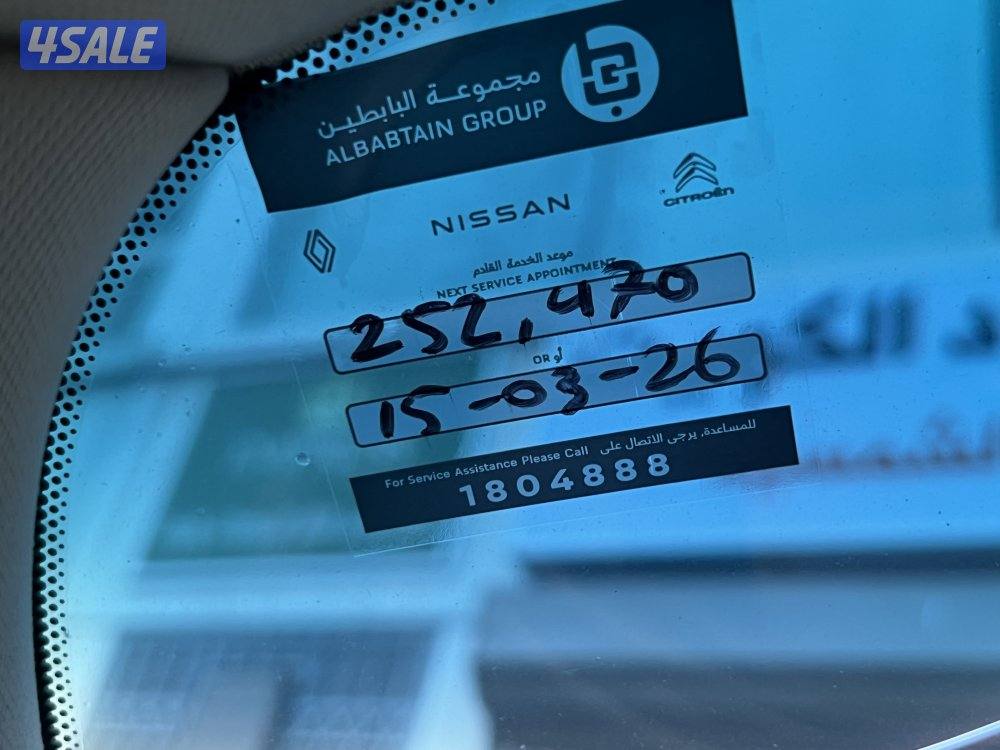 4SALE
مجموعة البابطين
ALBABTAIN GROUP
NISSAN
CITROËN
موعد الخدمة القادم
NEXT SERVICE APPOINTMENT
252,470
OR أو
15-03-26
For Service Assistance Please Call للمساعدة، يرجى الاتصال على
1804888